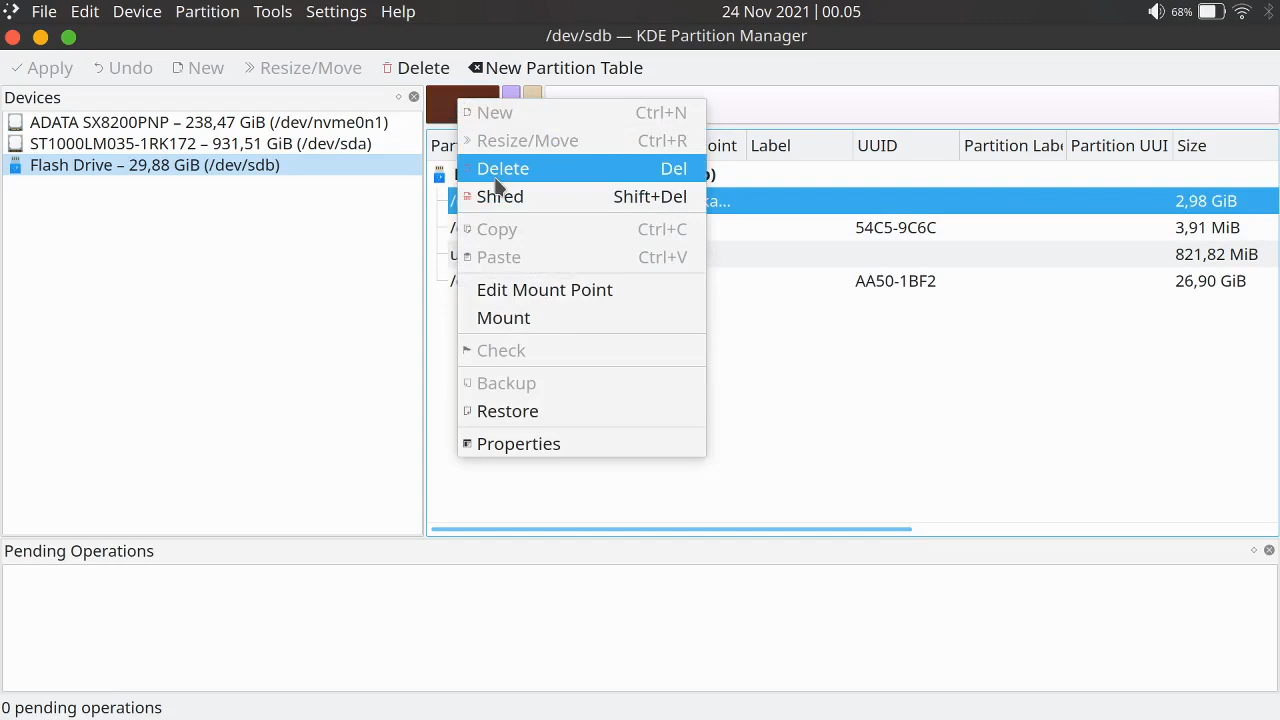 File Edit Device Partition Tools Settings Help 24 Nov 2021 | 00.05 68%
/dev/sdb — KDE Partition Manager
Apply Undo New Resize/Move Delete New Partition Table
Devices
ADATA SX8200PNP – 238,47 GiB (/dev/nvme0n1)
ST1000LM035-1RK172 – 931,51 GiB (/dev/sda)
Flash Drive – 29,88 GiB (/dev/sdb)
Label UUID Partition Labe Partition UUI Size
2,98 GiB
54C5-9C6C 3,91 MiB
821,82 MiB
AA50-1BF2 26,90 GiB
New Ctrl+N
Resize/Move Ctrl+R
Delete Del
Shred Shift+Del
Copy Ctrl+C
Paste Ctrl+V
Edit Mount Point
Mount
Check
Backup
Restore
Properties
Pending Operations
0 pending operations